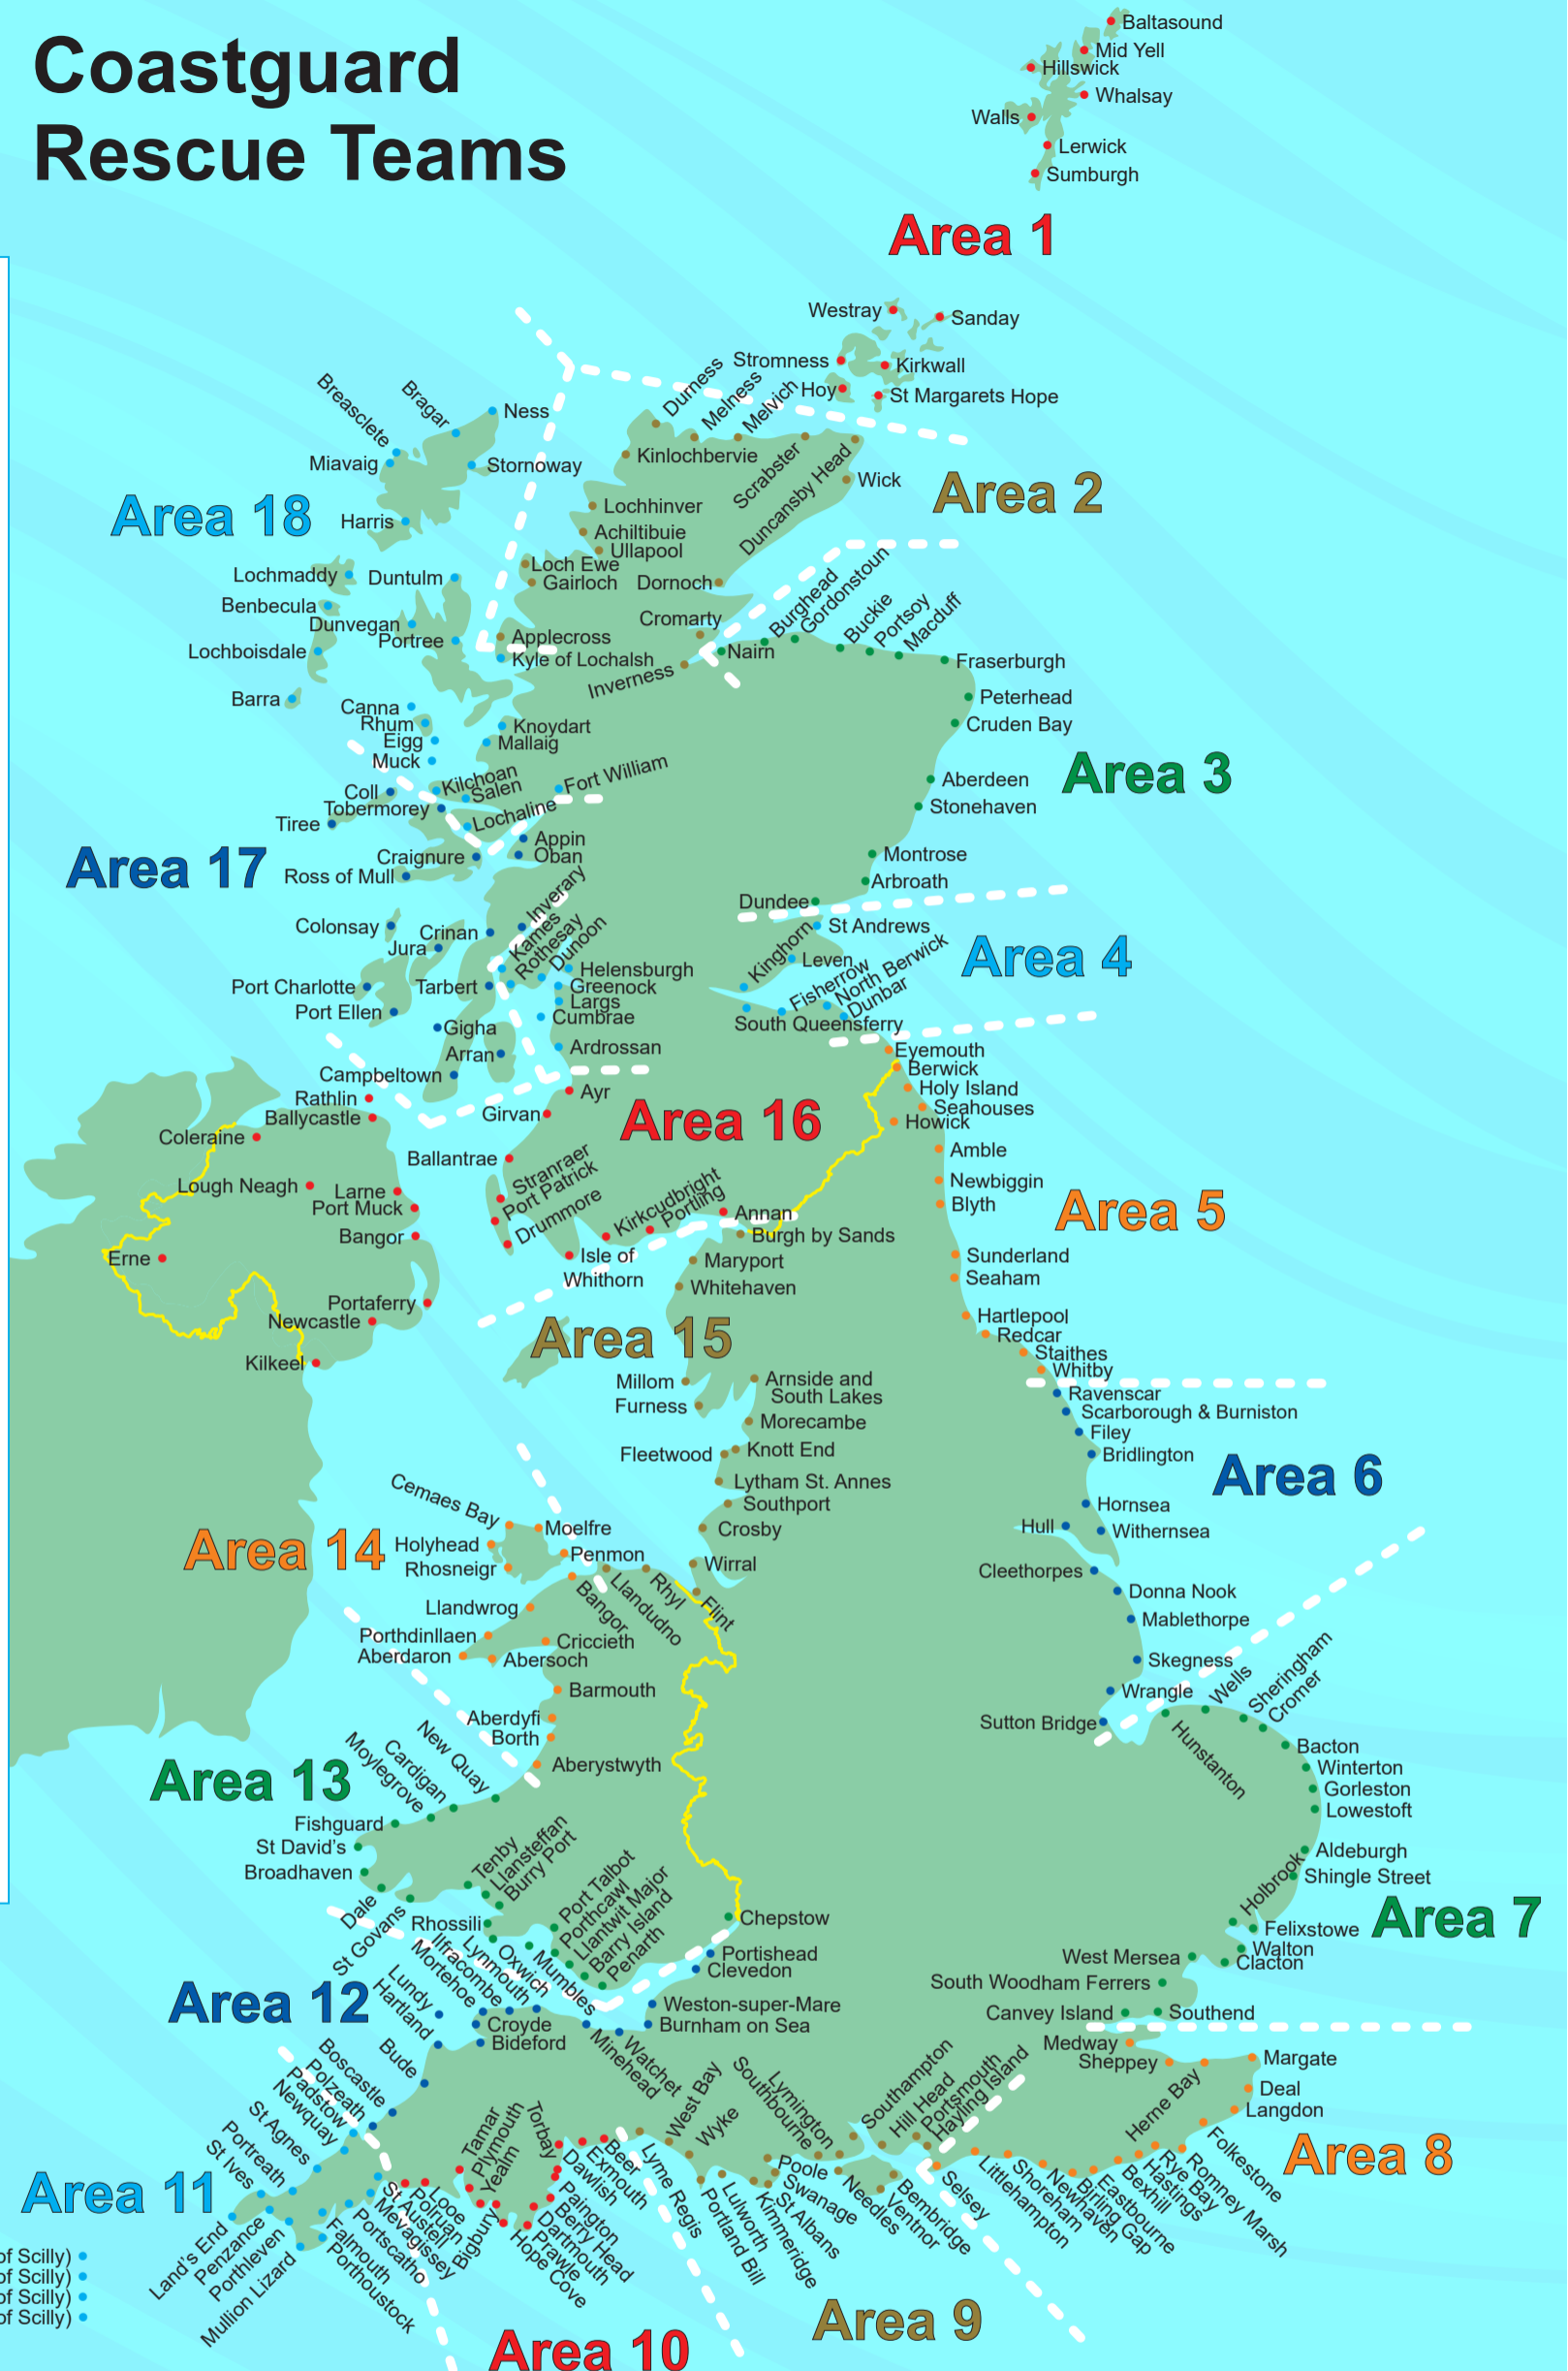 Coastguard
Rescue Teams
Baltasound
Mid Yell
Hillswick
Whalsay
Walls
Lerwick
Sumburgh
Area 1
Westray
Sanday
Stromness
Kirkwall
Hoy
St Margarets Hope
Durness
Melness
Melvich
Kinlochbervie
Scrabster
Duncansby Head
Wick
Area 2
Lochhinver
Achiltibuie
Ullapool
Loch Ewe
Gairloch
Dornoch
Cromarty
Applecross
Kyle of Lochalsh
Inverness
Breasclete
Bragar
Ness
Miavaig
Stornoway
Area 18
Harris
Lochmaddy
Duntulm
Benbecula
Dunvegan
Portree
Lochboisdale
Barra
Canna
Rhum
Eigg
Muck
Knoydart
Mallaig
Kilchoan
Salen
Fort William
Lochaline
Nairn
Burghead
Gordonstoun
Buckie
Portsoy
Macduff
Fraserburgh
Peterhead
Cruden Bay
Area 3
Aberdeen
Stonehaven
Montrose
Arbroath
Dundee
Coll
Tobermorey
Tiree
Area 17
Craignure
Ross of Mull
Appin
Oban
Colonsay
Crinan
Inverary
Jura
Port Charlotte
Tarbert
Port Ellen
Gigha
Arran
Campbeltown
Kames
Rothesay
Dunoon
Helensburgh
Greenock
Largs
Cumbrae
Ardrossan
St Andrews
Kinghorn
Leven
Area 4
Fisherrow
North Berwick
Dunbar
South Queensferry
Eyemouth
Berwick
Holy Island
Seahouses
Howick
Amble
Newbiggin
Blyth
Area 5
Sunderland
Seaham
Hartlepool
Redcar
Staithes
Whitby
Rathlin
Ballycastle
Coleraine
Lough Neagh
Larne
Port Muck
Bangor
Erne
Portaferry
Newcastle
Kilkeel
Ayr
Girvan
Area 16
Ballantrae
Stranraer
Port Patrick
Drummore
Kirkcudbright
Portling
Annan
Isle of
Whithorn
Burgh by Sands
Maryport
Whitehaven
Area 15
Millom
Furness
Arnside and
South Lakes
Morecambe
Fleetwood
Knott End
Lytham St. Annes
Southport
Crosby
Wirral
Flint
Rhyl
Llandudno
Ravenscar
Scarborough & Burniston
Filey
Bridlington
Area 6
Hornsea
Hull
Withernsea
Cleethorpes
Donna Nook
Mablethorpe
Skegness
Wrangle
Sutton Bridge
Cemaes Bay
Moelfre
Area 14
Holyhead
Rhosneigr
Penmon
Bangor
Llandwrog
Porthdinllaen
Criccieth
Aberdaron
Abersoch
Barmouth
Aberdyfi
Borth
Aberystwyth
Area 13
New Quay
Cardigan
Moylegrove
Fishguard
St David's
Broadhaven
Dale
St Govans
Tenby
Llansteffan
Burry Port
Rhossili
Oxwich
Mumbles
Port Talbot
Porthcawl
Llantwit Major
Barry Island
Penarth
Chepstow
Wells
Sheringham
Cromer
Hunstanton
Bacton
Winterton
Gorleston
Lowestoft
Aldeburgh
Holbrook
Shingle Street
Area 7
Felixstowe
Walton
Clacton
West Mersea
South Woodham Ferrers
Canvey Island
Southend
Area 12
Portishead
Clevedon
Weston-super-Mare
Burnham on Sea
Lynmouth
Ilfracombe
Mortehoe
Lundy
Hartland
Croyde
Bideford
Minehead
Watchet
Bude
Boscastle
Polzeath
Medway
Sheppey
Margate
Herne Bay
Deal
Langdon
Folkestone
Area 8
Romney Marsh
Rye Bay
Hastings
Bexhill
Eastbourne
Birling Gap
Newhaven
Shoreham
Littlehampton
Selsey
Padstow
Newquay
St Agnes
Portreath
St Ives
Area 11
Land's End
Penzance
Porthleven
Mullion Lizard
Porthoustock
Falmouth
Portscatho
Mevagissey
St Austell
of Scilly)
of Scilly)
of Scilly)
of Scilly)
Polruan
Looe
Tamar
Plymouth
Yealm
Bigbury
Hope Cove
Prawle
Dartmouth
Berry Head
Paington
Torbay
Dawlish
Exmouth
Beer
Area 10
Lyme Regis
West Bay
Wyke
Portland Bill
Lulworth
Kimmeridge
St Albans
Swanage
Poole
Southbourne
Lymington
Needles
Ventnor
Bembridge
Southampton
Hill Head
Portsmouth
Hayling Island
Area 9